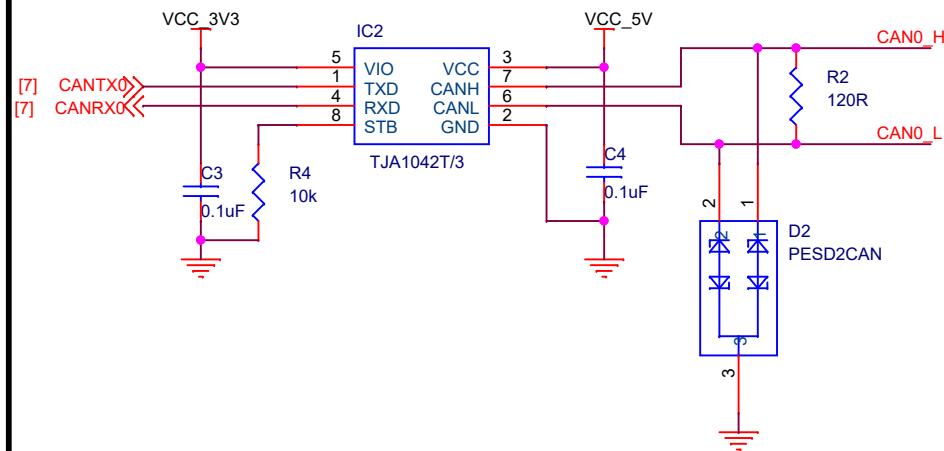 VCC_3V3
VCC_5V
IC2
CAN0_H
5 VIO VCC 3
[7] CANTX0 1 TXD CANH 7
[7] CANRX0 4 RXD CANL 6
8 STB GND 2
TJA1042T/3
R2
120R
CAN0_L
C3
0.1uF
R4
10k
C4
0.1uF
2
1
D2
PESD2CAN
2
1
3
3